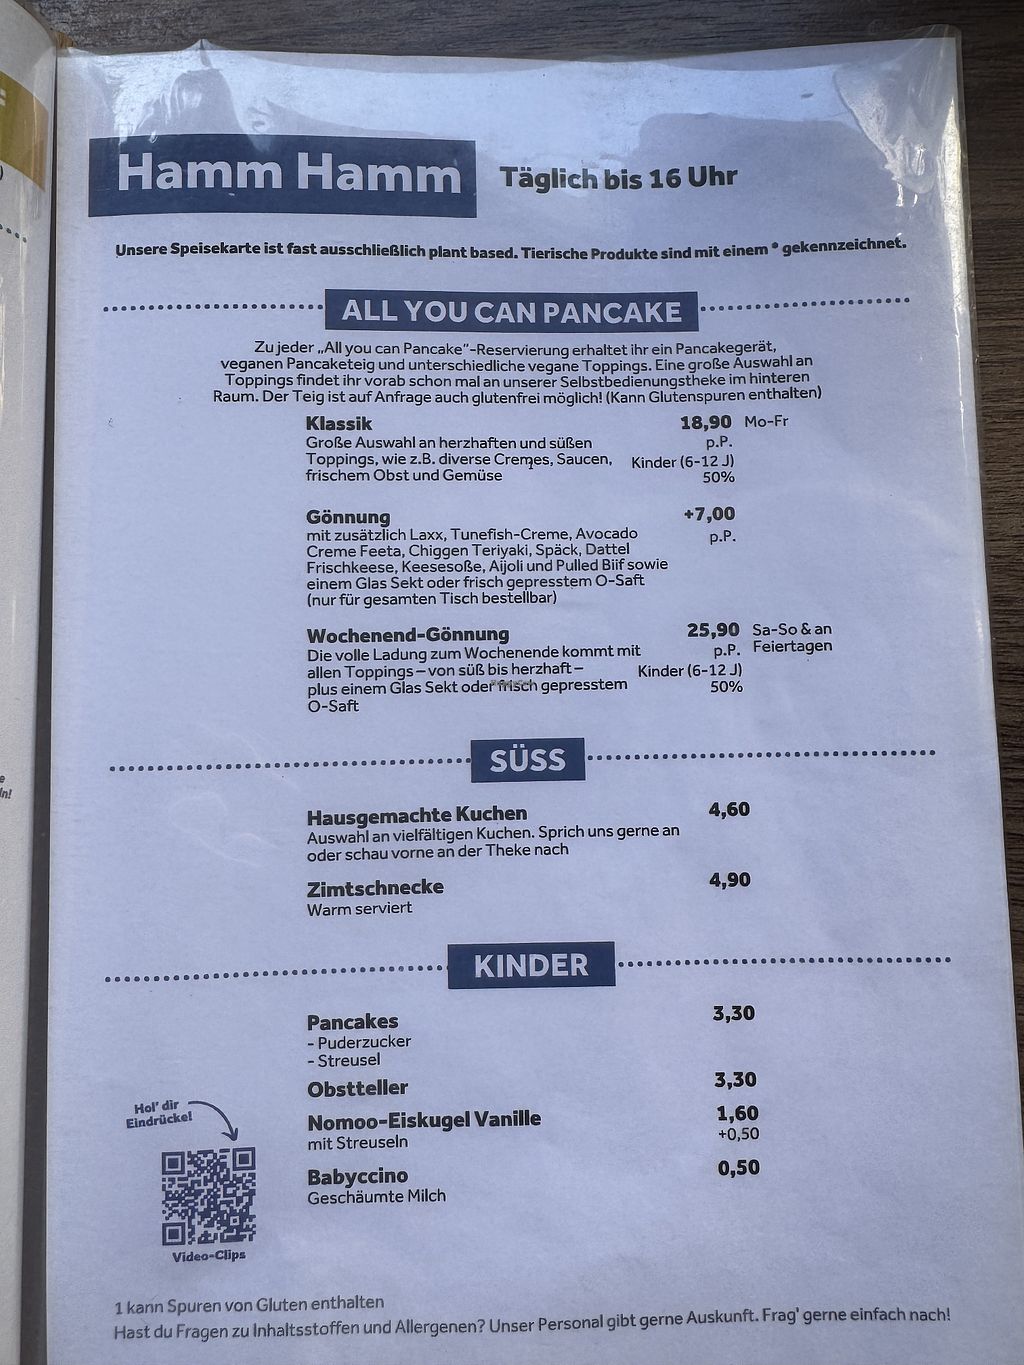 Hamm Hamm Täglich bis 16 Uhr
Unsere Speisekarte ist fast ausschließlich plant based. Tierische Produkte sind mit einem * gekennzeichnet.
ALL YOU CAN PANCAKE
Zu jeder „All you can Pancake"-Reservierung erhaltet ihr ein Pancakegerät,
veganen Pancaketeig und unterschiedliche vegane Toppings. Eine große Auswahl an
Toppings findet ihr vorab schon mal an unserer Selbstbedienungstheke im hinteren
Raum. Der Teig ist auf Anfrage auch glutenfrei möglich! (Kann Glutenspuren enthalten)
Klassik 18,90 Mo-Fr
Große Auswahl an herzhaften und süßen p.P.
Toppings, wie z.B. diverse Cremes, Saucen, Kinder (6-12 J)
frischem Obst und Gemüse 50%
Gönnung +7,00
mit zusätzlich Laxx, Tunefish-Creme, Avocado p.P.
Creme Feeta, Chiggen Teriyaki, Späck, Dattel
Frischkeese, Keesesoße, Aijoli und Pulled Biif sowie
einem Glas Sekt oder frisch gepresstem O-Saft
(nur für gesamten Tisch bestellbar)
Wochenend-Gönnung 25,90 Sa-So & an
Die volle Ladung zum Wochenende kommt mit p.P. Feiertagen
allen Toppings – von süß bis herzhaft – Kinder (6-12 J)
plus einem Glas Sekt oder frisch gepresstem 50%
O-Saft
SÜSS
Hausgemachte Kuchen 4,60
Auswahl an vielfältigen Kuchen. Sprich uns gerne an
oder schau vorne an der Theke nach
Zimtschnecke 4,90
Warm serviert
KINDER
Pancakes 3,30
- Puderzucker
- Streusel
Obstteller 3,30
Nomoo-Eiskugel Vanille 1,60
mit Streuseln +0,50
Babyccino 0,50
Geschäumte Milch
Hol' dir
Eindrücke!
Video-Clips
1 kann Spuren von Gluten enthalten
Hast du Fragen zu Inhaltsstoffen und Allergenen? Unser Personal gibt gerne Auskunft. Frag' gerne einfach nach!